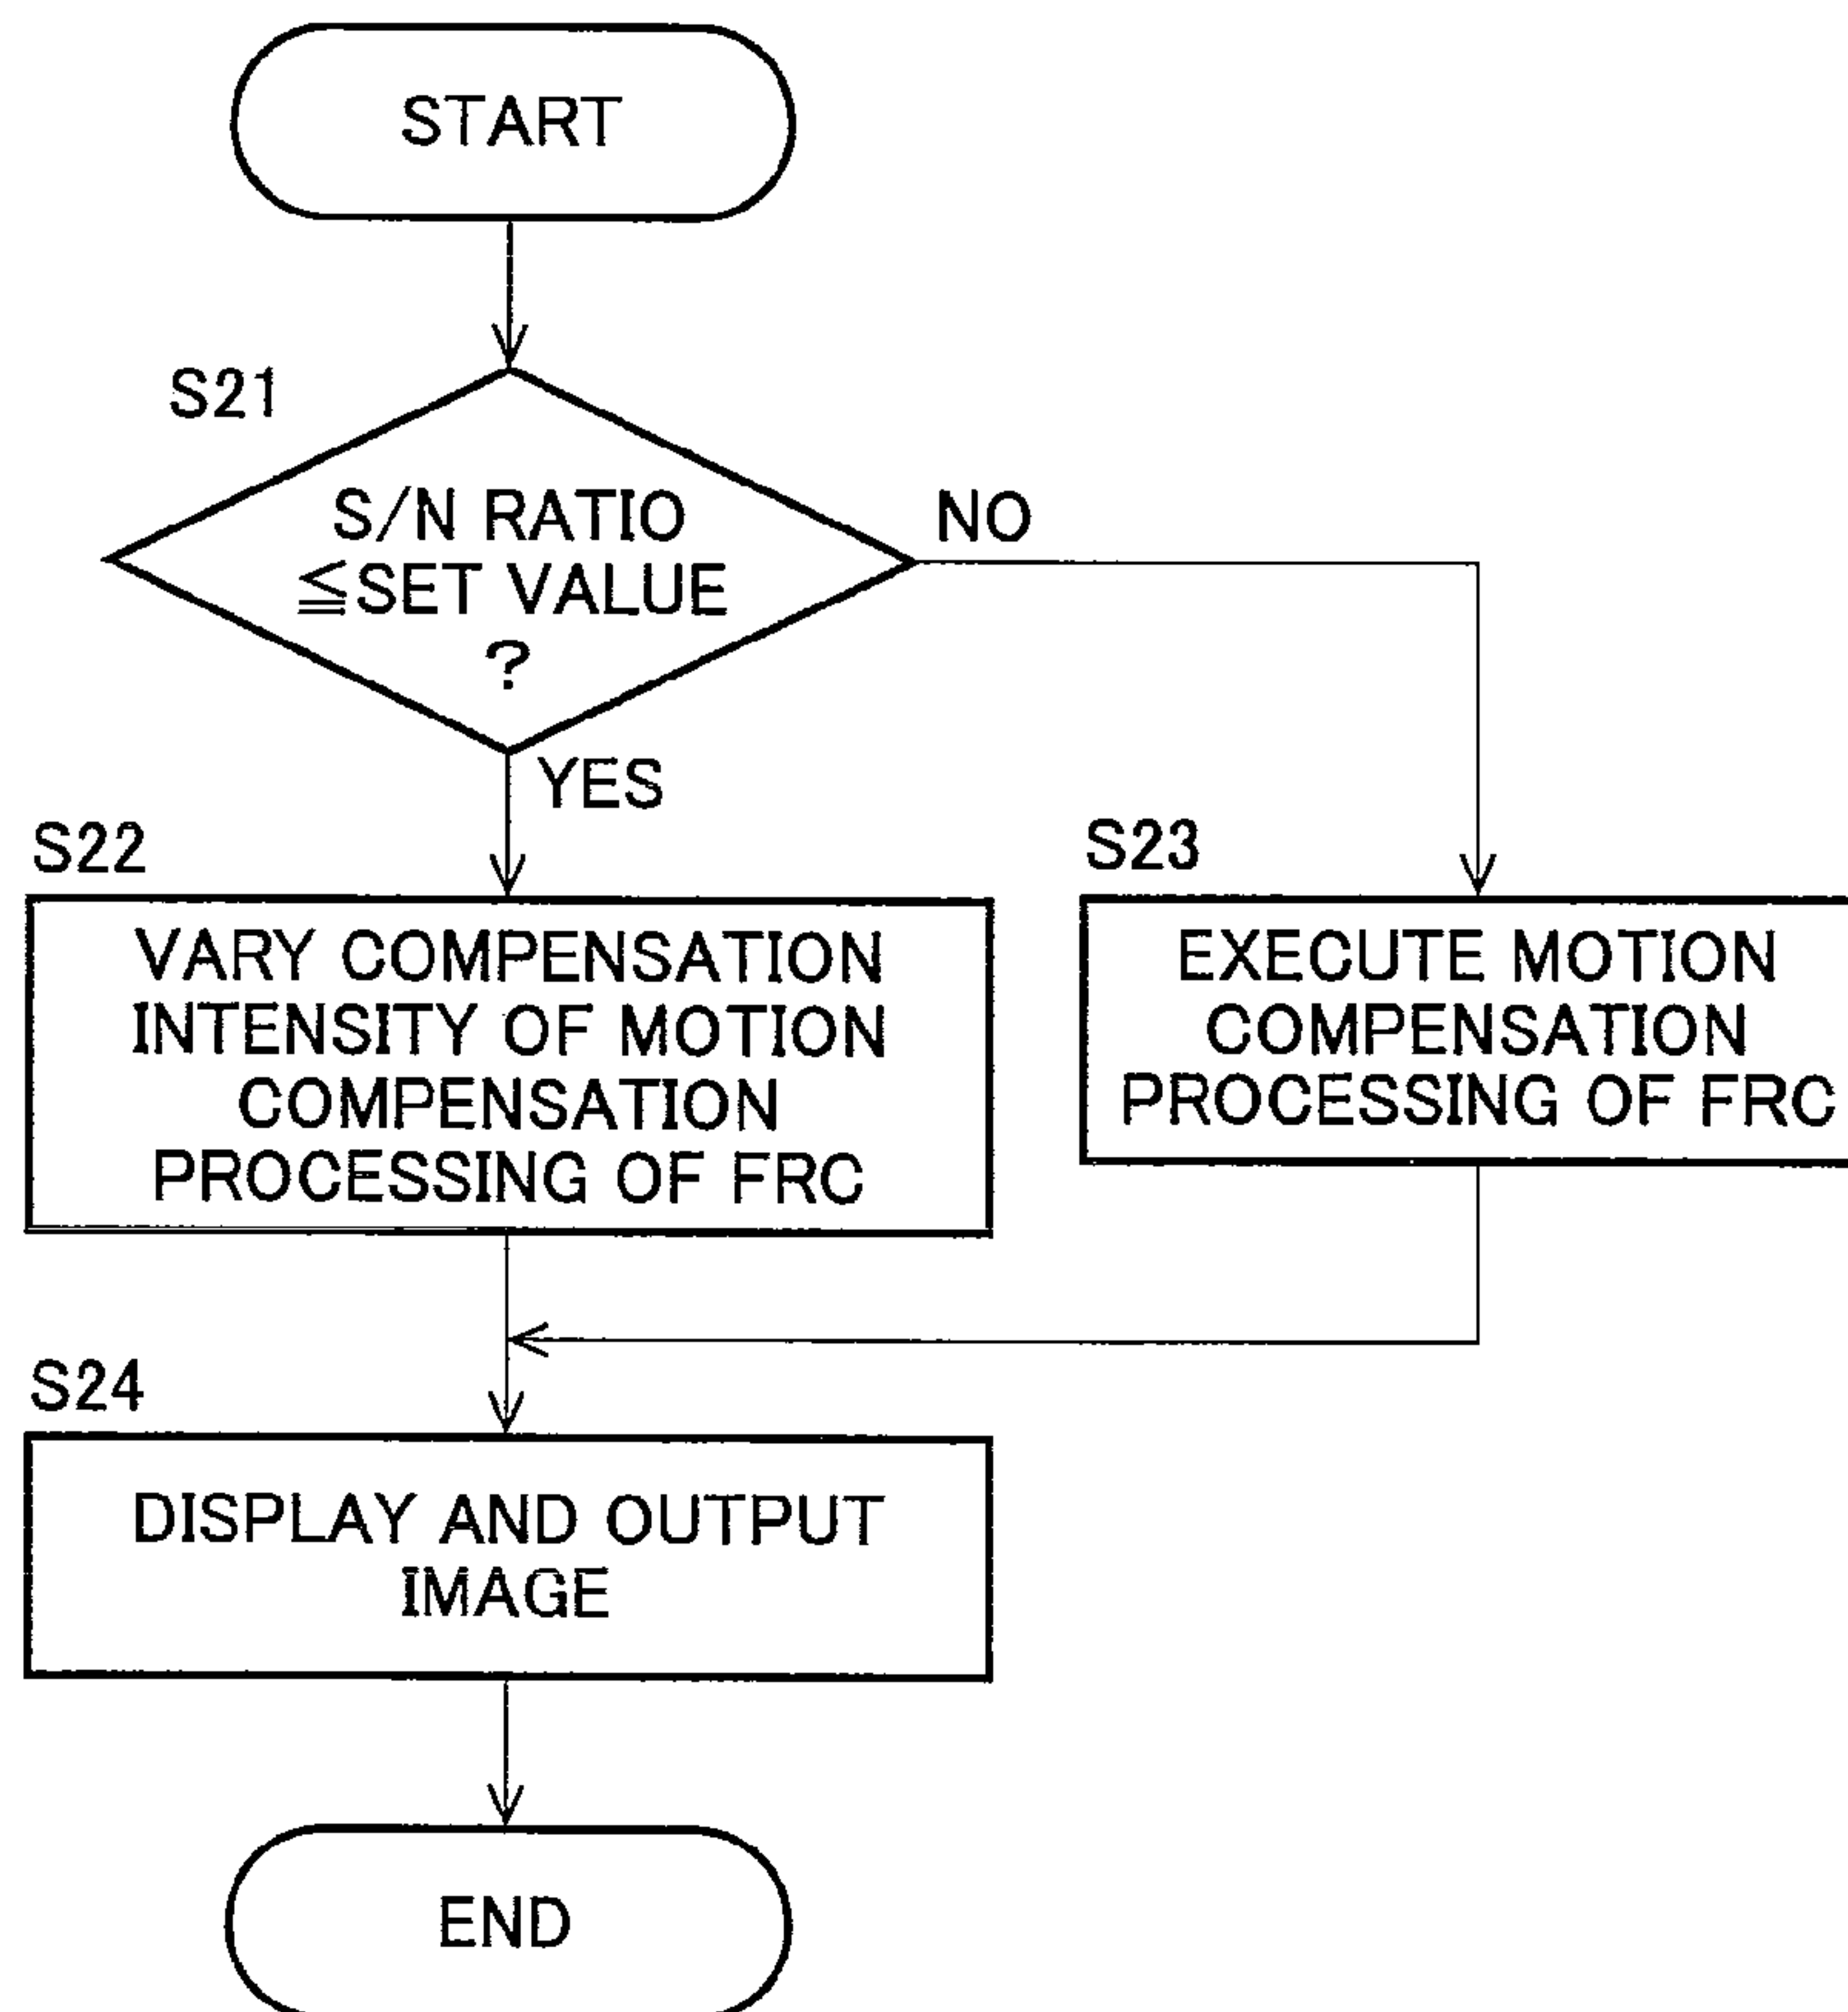 START
S21
S/N RATIO
≦SET VALUE
?
NO
YES
S22
VARY COMPENSATION
INTENSITY OF MOTION
COMPENSATION
PROCESSING OF FRC
S23
EXECUTE MOTION
COMPENSATION
PROCESSING OF FRC
S24
DISPLAY AND OUTPUT
IMAGE
END